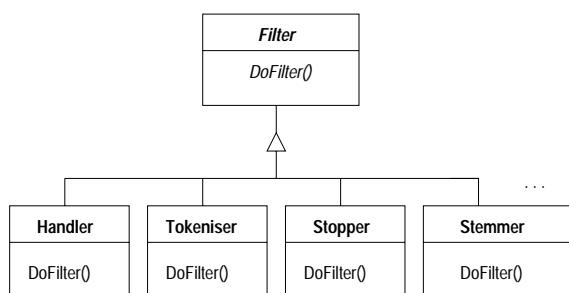 Filter
DoFilter()
. . .
Handler Tokeniser Stopper Stemmer
DoFilter() DoFilter() DoFilter() DoFilter()